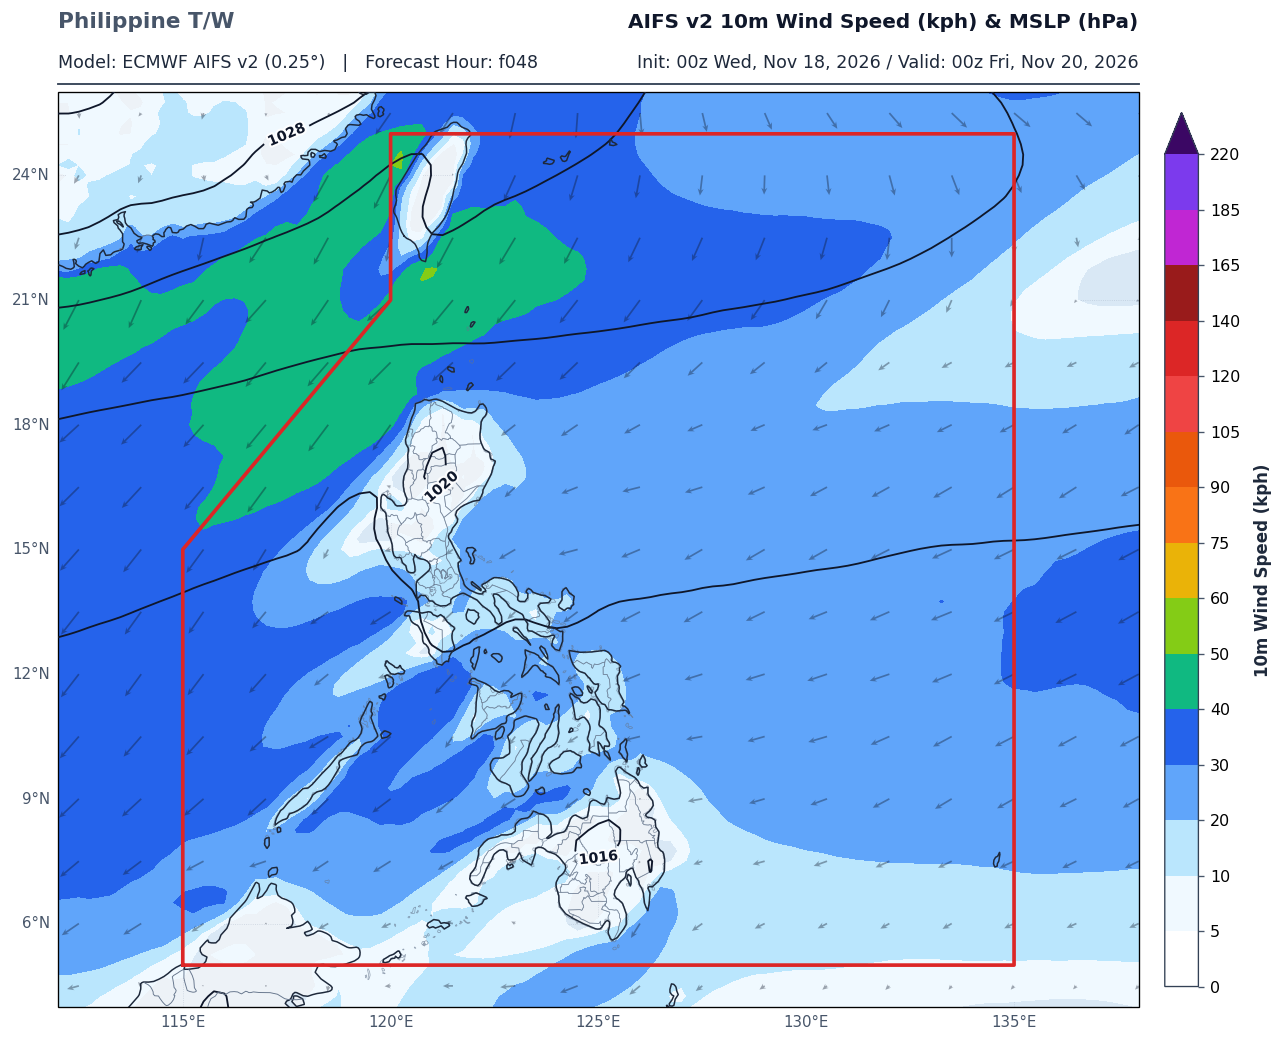 Philippine T/W
AIFS v2 10m Wind Speed (kph) & MSLP (hPa)
Model: ECMWF AIFS v2 (0.25°) | Forecast Hour: f048
Init: 00z Wed, Nov 18, 2026 / Valid: 00z Fri, Nov 20, 2026
1028
1020
1016
24°N
21°N
18°N
15°N
12°N
9°N
6°N
115°E
120°E
125°E
130°E
135°E
220
185
165
140
120
105
90
75
60
50
40
30
20
10
5
0
10m Wind Speed (kph)